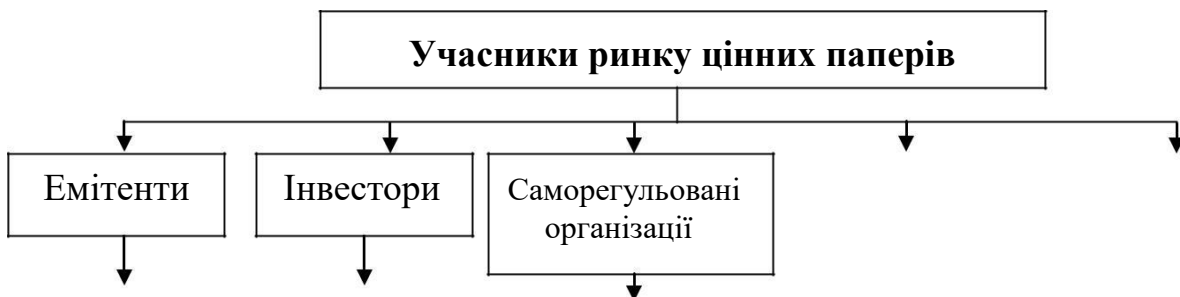 Учасники ринку цінних паперів
Емітенти
Інвестори
Саморегульовані
організації